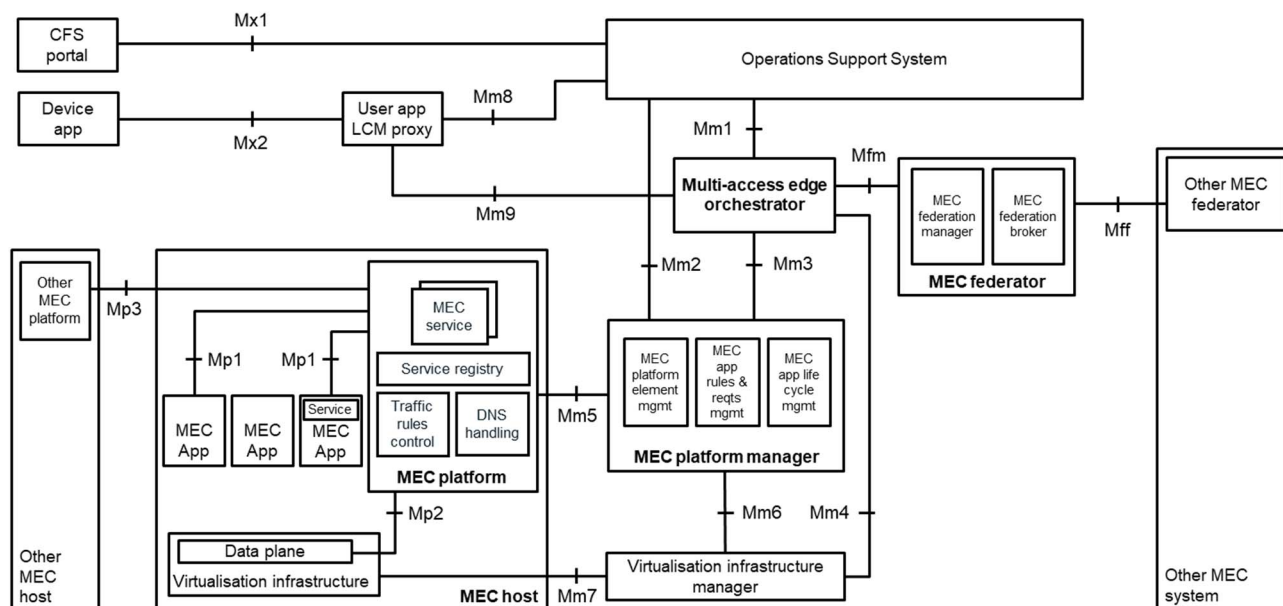 Mx1
CFS
portal
Operations Support System
Device
app
Mx2
User app
LCM proxy
Mm8
Mm1
Mm9
Multi-access edge
orchestrator
Mfm
MEC
federation
manager
MEC
federation
broker
MEC federator
Mff
Other MEC
federator
Mm2
Mm3
Other
MEC
platform
Mp3
MEC
service
Service registry
Traffic
rules
control
DNS
handling
MEC platform
Mp1
Mp1
MEC
App
MEC
App
Service
MEC
App
Mm5
MEC
platform
element
mgmt
MEC
app
rules &
reqts
mgmt
MEC
app life
cycle
mgmt
MEC platform manager
Mp2
Mm6
Mm4
Data plane
Virtualisation infrastructure
Mm7
Virtualisation infrastructure
manager
Other
MEC
host
MEC host
Other MEC
system